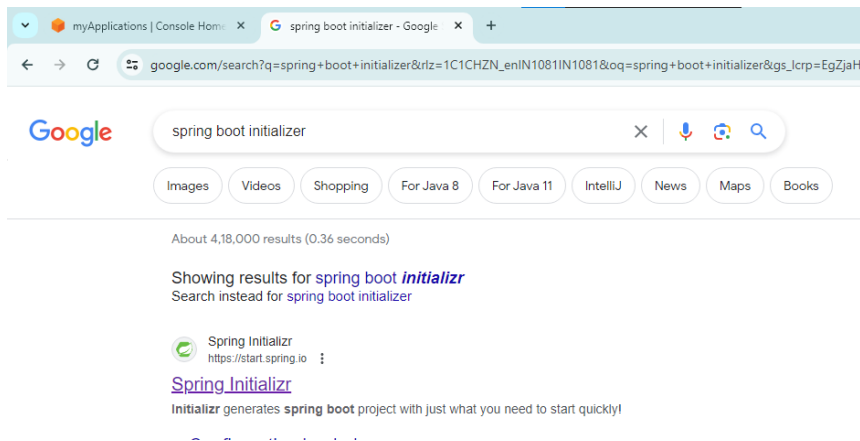 myApplications | Console Home
spring boot initializer - Google
google.com/search?q=spring+boot+initializer&rlz=1C1CHZN_enIN1081IN1081&oq=spring+boot+initializer&gs_lcrp=EgZjaH
Google
spring boot initializer
Images Videos Shopping For Java 8 For Java 11 IntelliJ News Maps Books
About 4,18,000 results (0.36 seconds)
Showing results for spring boot initializr
Search instead for spring boot initializer
Spring Initializr
https://start.spring.io
Spring Initializr
Initializr generates spring boot project with just what you need to start quickly!